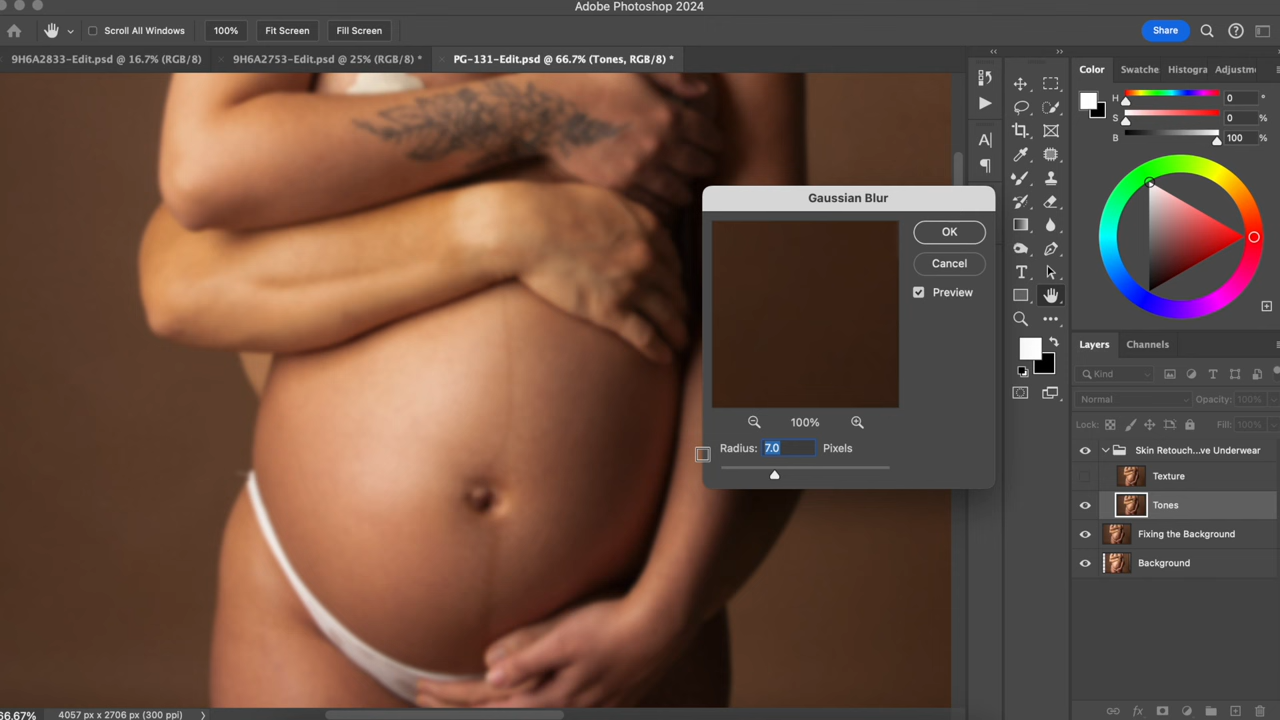 Adobe Photoshop 2024
Scroll All Windows 100% Fit Screen Fill Screen Share
9H6A2833-Edit.psd @ 16.7% (RGB/8) 9H6A2753-Edit.psd @ 25% (RGB/8) * PG-131-Edit.psd @ 66.7% (Tones, RGB/8) *
Color Swatche Histogra Adjustm
H 0 °
S 0 %
B 100 %
Gaussian Blur
OK
Cancel
Preview
100%
Radius: 7.0 Pixels
Layers Channels
Kind
Normal Opacity: 100%
Lock: Fill: 100%
Skin Retouch...ve Underwear
Texture
Tones
Fixing the Background
Background
66.67% 4057 px x 2706 px (300 ppi)